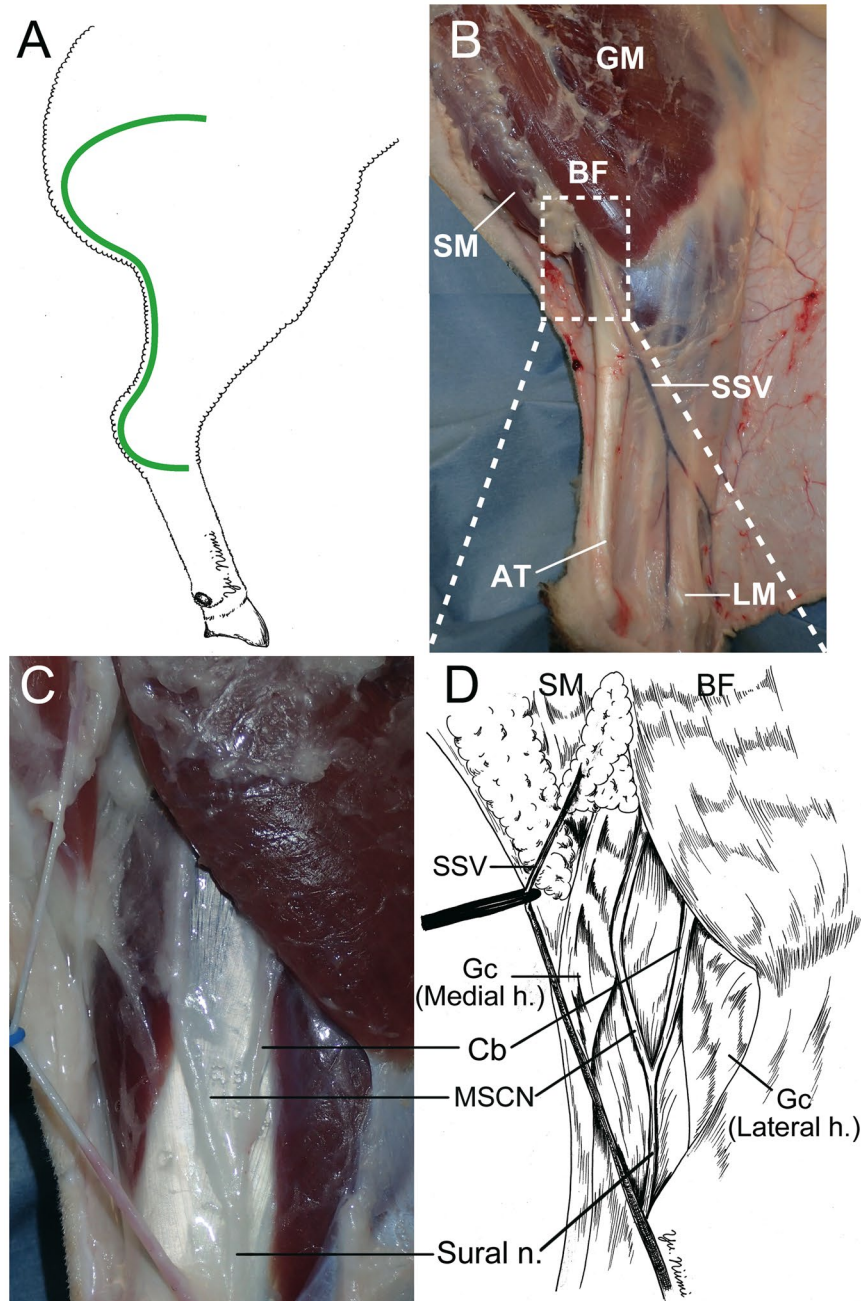 A
Yu. Niimi
B
GM
BF
SM
SSV
AT
LM
C
D
SM
BF
SSV
Gc
(Medial h.)
Cb
MSCN
Gc
(Lateral h.)
Sural n.
Yu. Niimi